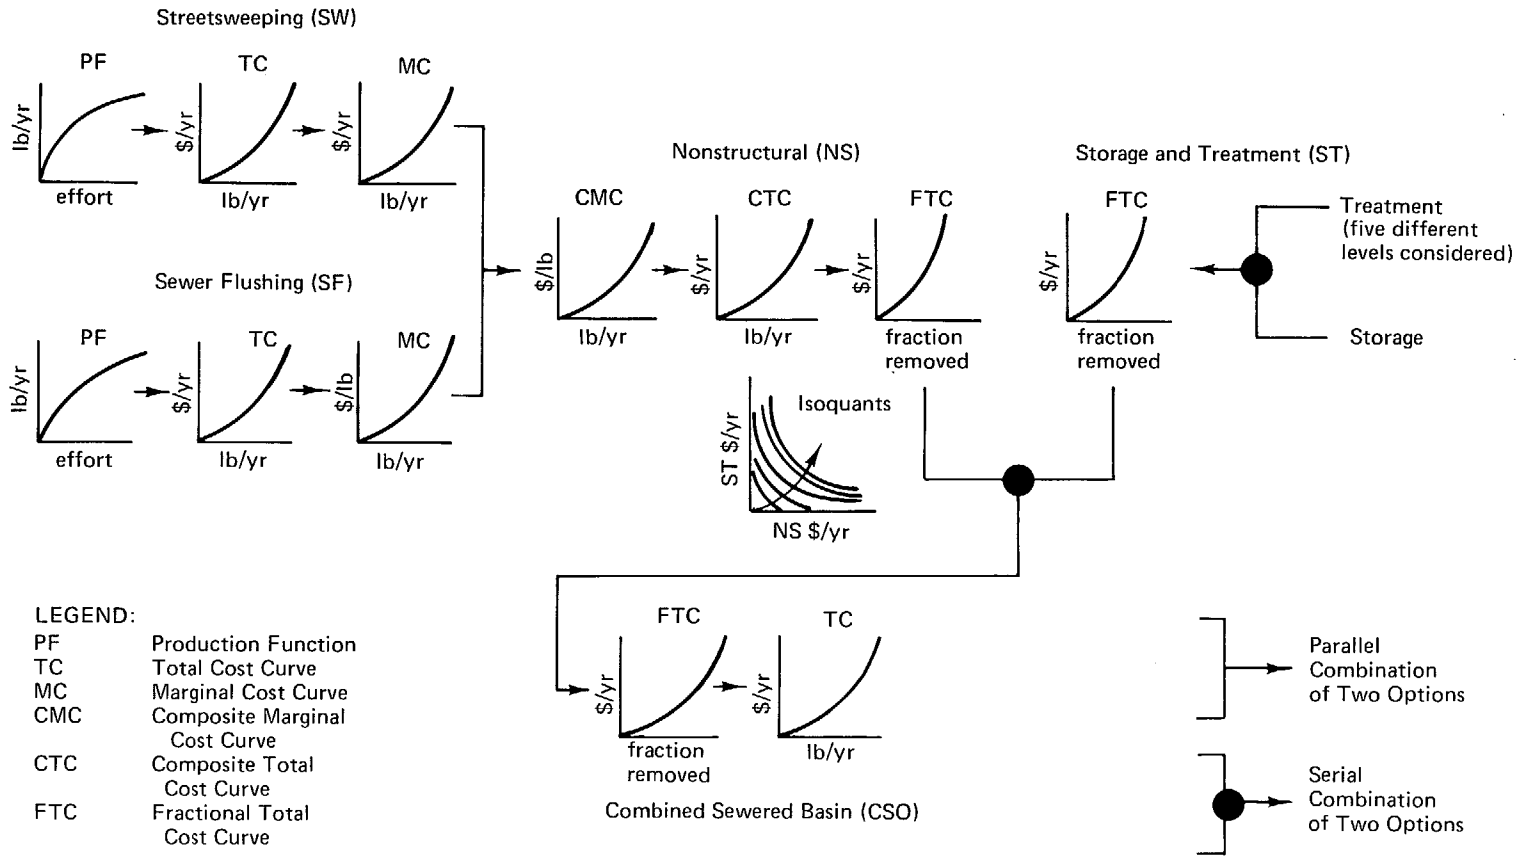 Streetsweeping (SW)
PF
TC
MC
lb/yr
$/yr
$/yr
effort
lb/yr
lb/yr
Sewer Flushing (SF)
PF
TC
MC
lb/yr
$/yr
$/lb
effort
lb/yr
lb/yr
Nonstructural (NS)
CMC
CTC
FTC
$/lb
$/yr
$/yr
lb/yr
lb/yr
fraction
removed
Storage and Treatment (ST)
FTC
$/yr
fraction
removed
Treatment
(five different
levels considered)
Storage
Isoquants
ST $/yr
NS $/yr
FTC
TC
$/yr
$/yr
fraction
removed
lb/yr
Combined Sewered Basin (CSO)
LEGEND:
PF Production Function
TC Total Cost Curve
MC Marginal Cost Curve
CMC Composite Marginal
Cost Curve
CTC Composite Total
Cost Curve
FTC Fractional Total
Cost Curve
Parallel
Combination
of Two Options
Serial
Combination
of Two Options